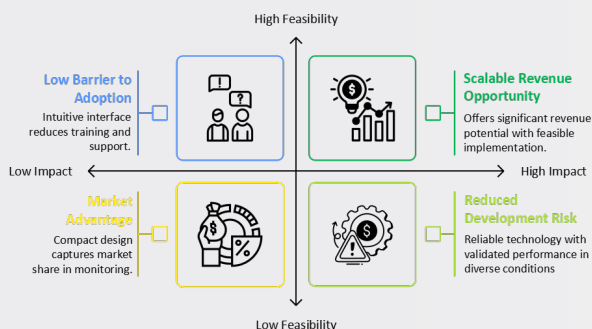 High Feasibility
Low Barrier to
Adoption
Intuitive interface
reduces training and
support.
!
?
$
Scalable Revenue
Opportunity
Offers significant revenue
potential with feasible
implementation.
Low Impact
High Impact
Market
Advantage
Compact design
captures market
share in monitoring.
$
%
$
!
Reduced
Development Risk
Reliable technology with
validated performance in
diverse conditions
Low Feasibility